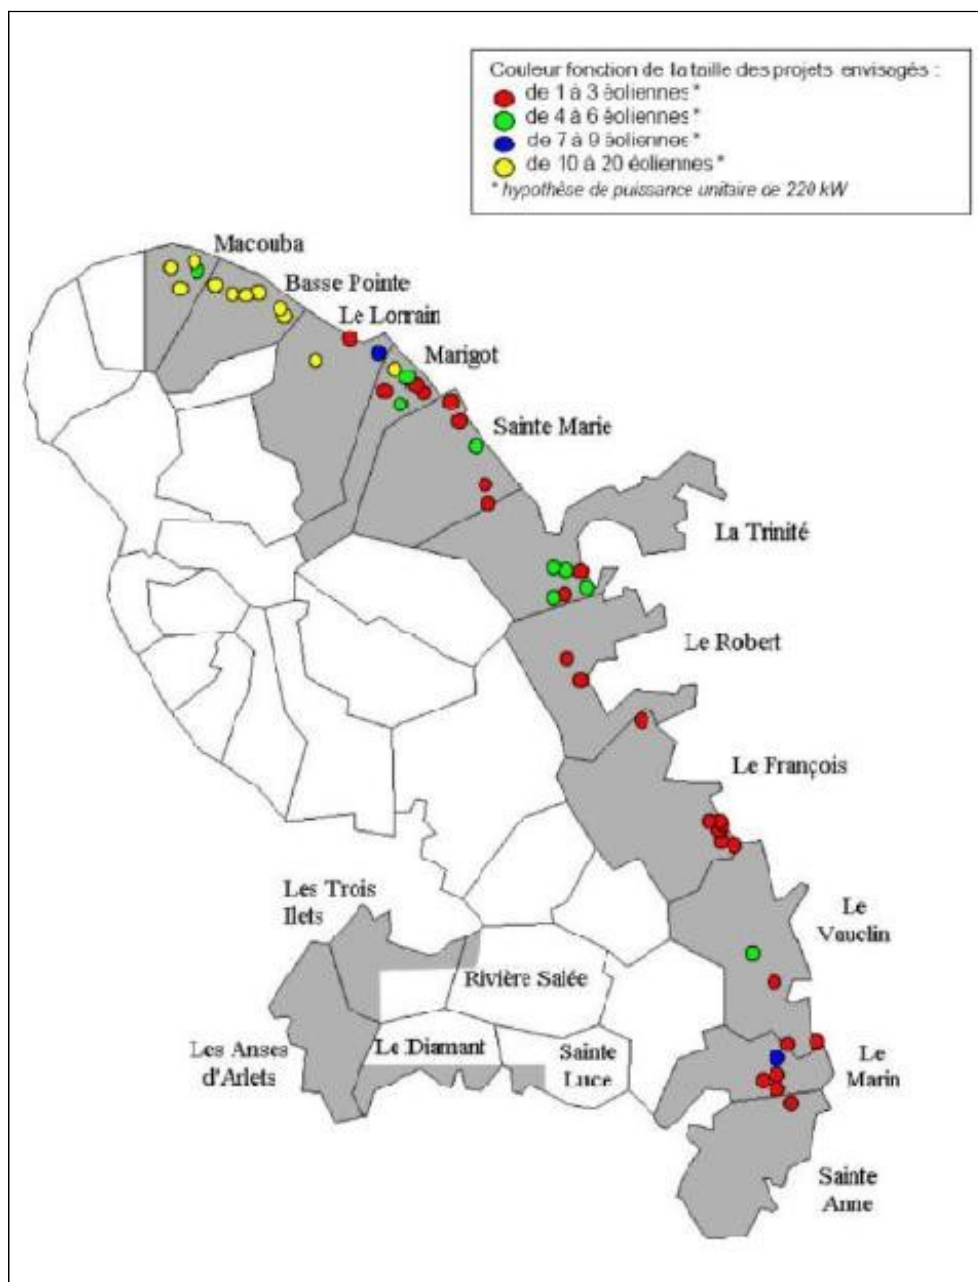 Couleur fonction de la taille des projets envisagés :
de 1 à 3 éoliennes *
de 4 à 6 éoliennes *
de 7 à 9 éoliennes *
de 10 à 20 éoliennes *
* hypothèse de puissance unitaire de 220 kW
Macouba
Basse Pointe
Le Lorrain
Marigot
Sainte Marie
La Trinité
Le Robert
Le François
Les Trois
Ilets
Le
Vauclin
Rivière Salée
Les Anses
d'Arlets
Le Diamant
Sainte
Luce
Le
Marin
Sainte
Anne